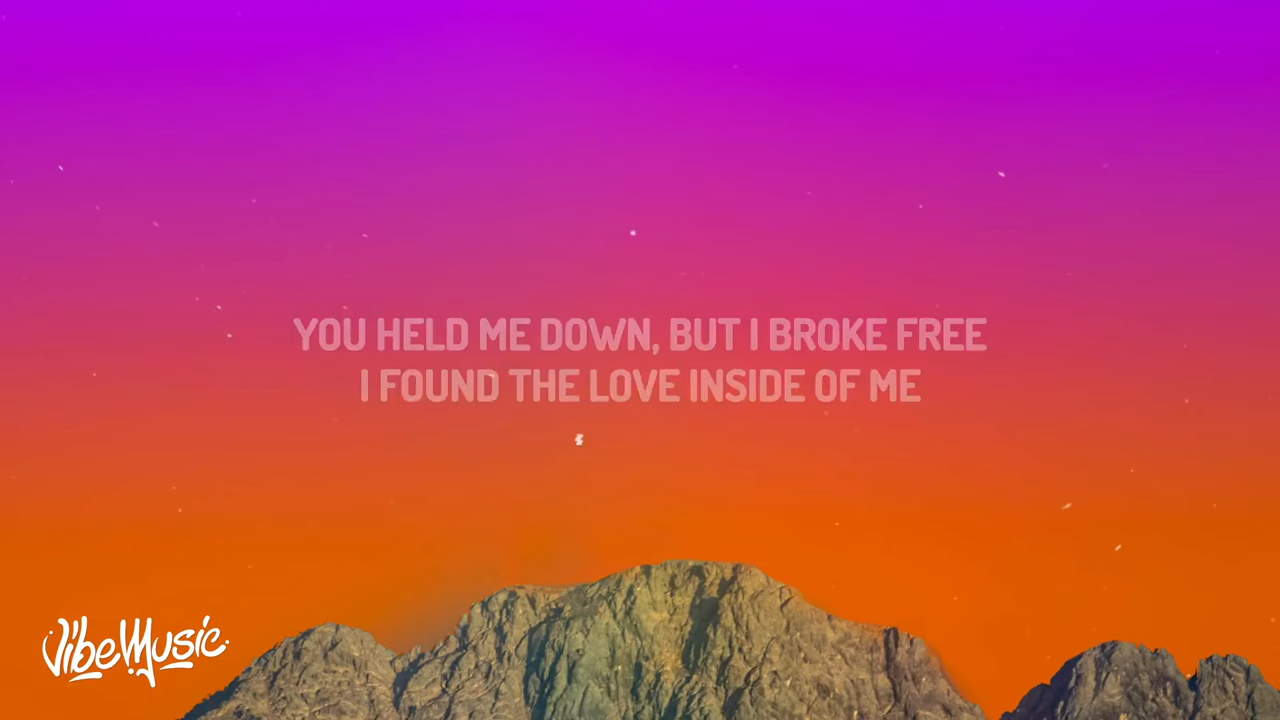 YOU HELD ME DOWN, BUT I BROKE FREE
I FOUND THE LOVE INSIDE OF ME
VibeMusic